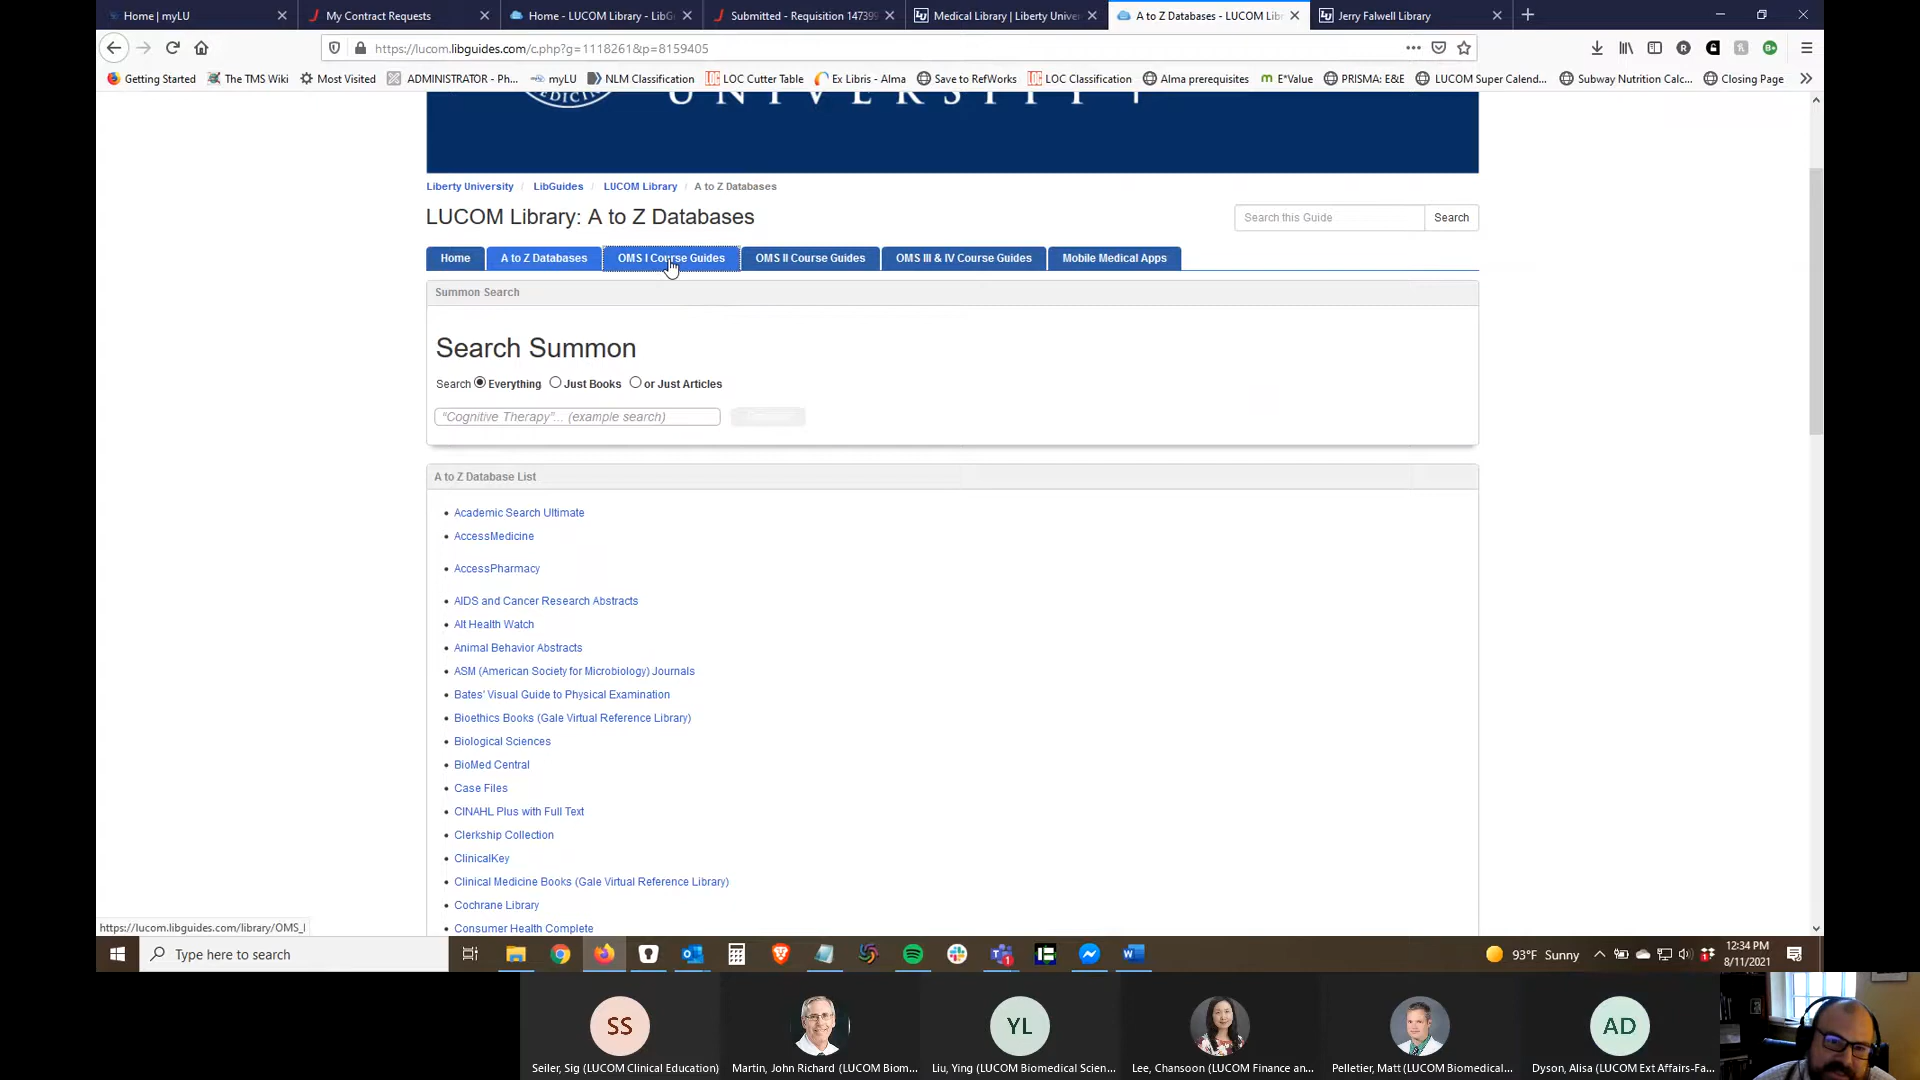 Home | myLU
My Contract Requests
Home - LUCOM Library - LibG
Submitted - Requisition 147399
Medical Library | Liberty Univer
A to Z Databases - LUCOM Lib
Jerry Falwell Library
https://lucom.libguides.com/c.php?g=1118261&p=8159405
Getting Started
The TMS Wiki
Most Visited
ADMINISTRATOR - Ph...
myLU
NLM Classification
LOC Cutter Table
Ex Libris - Alma
Save to RefWorks
LOC Classification
Alma prerequisites
E*Value
PRISMA: E&E
LUCOM Super Calend...
Subway Nutrition Calc...
Closing Page
MEDICINE
UNIVERSITY
Liberty University / LibGuides / LUCOM Library / A to Z Databases
LUCOM Library: A to Z Databases
Search this Guide
Search
Home
A to Z Databases
OMS I Course Guides
OMS II Course Guides
OMS III & IV Course Guides
Mobile Medical Apps
Summon Search
Search Summon
Search Everything Just Books or Just Articles
"Cognitive Therapy"... (example search)
A to Z Database List
• Academic Search Ultimate
• AccessMedicine
• AccessPharmacy
• AIDS and Cancer Research Abstracts
• Alt Health Watch
• Animal Behavior Abstracts
• ASM (American Society for Microbiology) Journals
• Bates' Visual Guide to Physical Examination
• Bioethics Books (Gale Virtual Reference Library)
• Biological Sciences
• BioMed Central
• Case Files
• CINAHL Plus with Full Text
• Clerkship Collection
• ClinicalKey
• Clinical Medicine Books (Gale Virtual Reference Library)
• Cochrane Library
• Consumer Health Complete
https://lucom.libguides.com/library/OMS_I
Type here to search
93°F Sunny
12:34 PM
8/11/2021
SS
YL
AD
Seiler, Sig (LUCOM Clinical Education)
Martin, John Richard (LUCOM Biom...
Liu, Ying (LUCOM Biomedical Scien...
Lee, Chansoon (LUCOM Finance an...
Pelletier, Matt (LUCOM Biomedical...
Dyson, Alisa (LUCOM Ext Affairs-Fa...